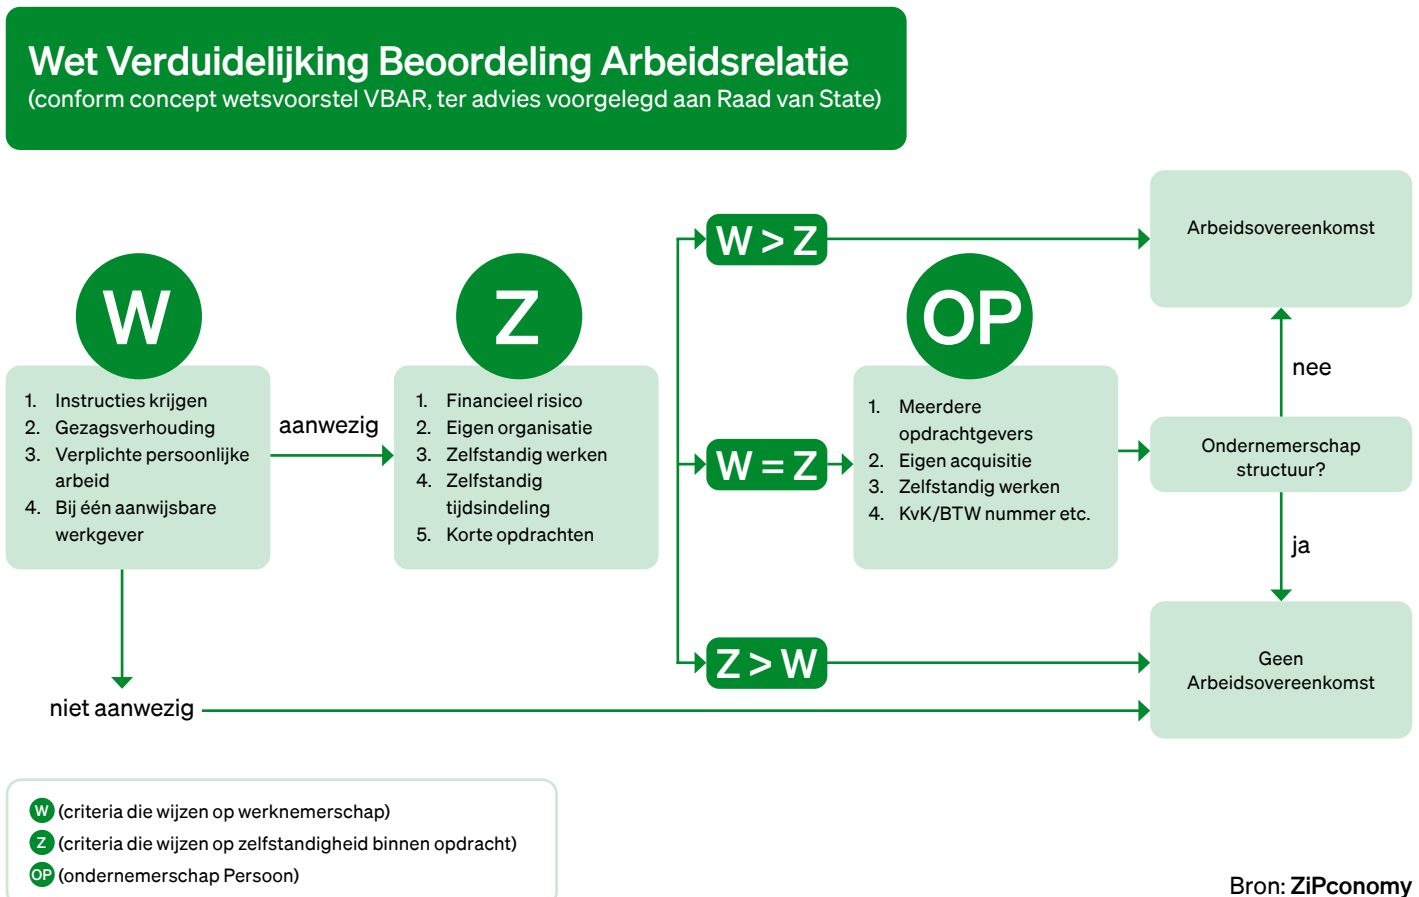 Wet Verduidelijking Beoordeling Arbeidsrelatie
(conform concept wetsvoorstel VBAR, ter advies voorgelegd aan Raad van State)
W
1. Instructies krijgen
2. Gezagsverhouding
3. Verplichte persoonlijke
arbeid
4. Bij één aanwijsbare
werkgever
aanwezig
niet aanwezig
Z
1. Financieel risico
2. Eigen organisatie
3. Zelfstandig werken
4. Zelfstandig
tijdsindeling
5. Korte opdrachten
W > Z
W = Z
Z > W
OP
1. Meerdere
opdrachtgevers
2. Eigen acquisitie
3. Zelfstandig werken
4. KvK/BTW nummer etc.
Arbeidsovereenkomst
nee
Ondernemerschap
structuur?
ja
Geen
Arbeidsovereenkomst
W (criteria die wijzen op werknemerschap)
Z (criteria die wijzen op zelfstandigheid binnen opdracht)
OP (ondernemerschap Persoon)
Bron: ZiPconomy